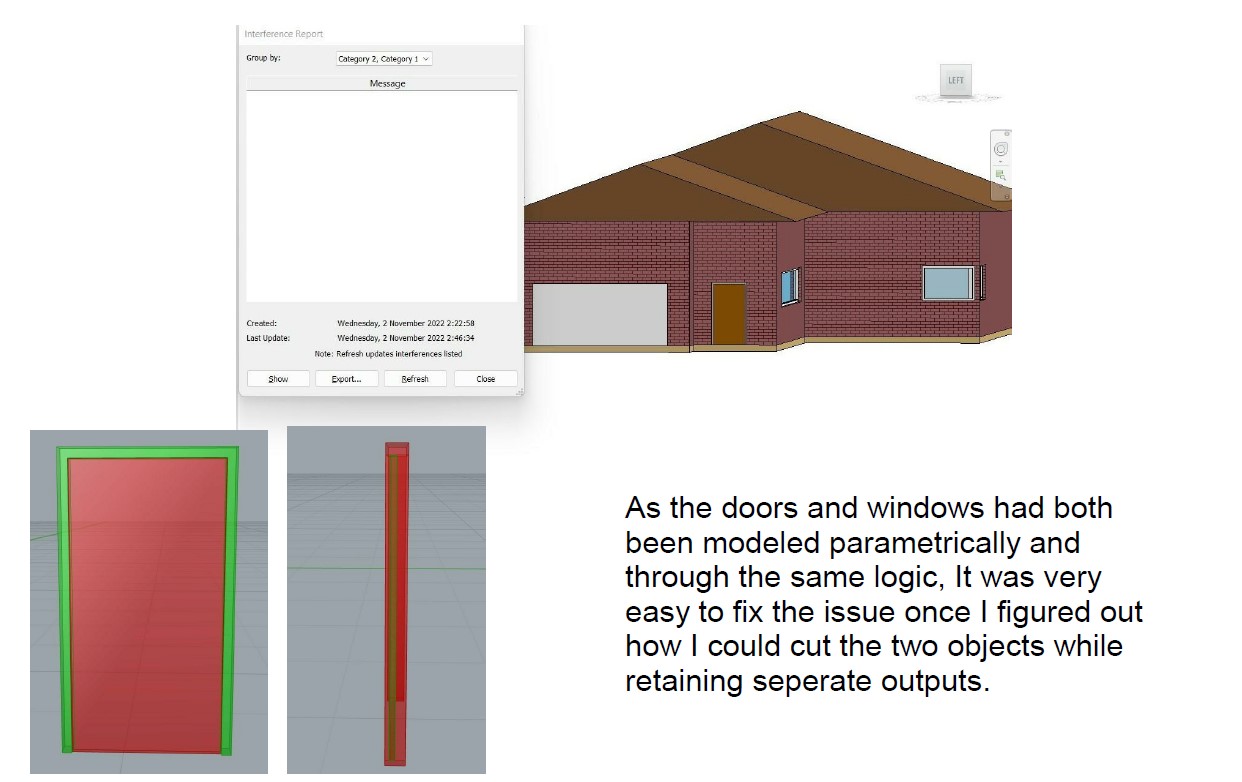 Interference Report
Group by:
Category 2, Category 1
Message
LEFT
Created:
Wednesday, 2 November 2022 2:22:58
Last Update:
Wednesday, 2 November 2022 2:46:34
Note: Refresh updates interferences listed
Show
Export...
Refresh
Close
As the doors and windows had both
been modeled parametrically and
through the same logic, It was very
easy to fix the issue once I figured out
how I could cut the two objects while
retaining seperate outputs.